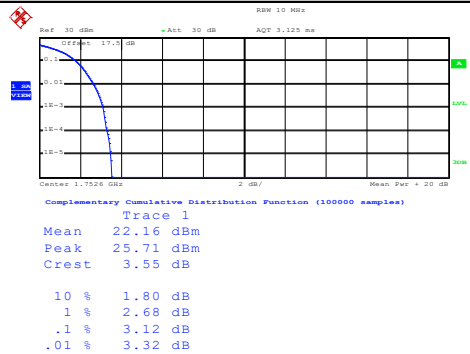 RBW 10 MHz
Ref 30 dBm Att 30 dB AQT 3.125 ms
Offset 17.5 dB
0.1
A
0.01
1 SA
VIEW
1E-3
LVL
1E-4
1E-5
3DB
Center 1.7526 GHz 2 dB/ Mean Pwr + 20 dB
Complementary Cumulative Distribution Function (100000 samples)
Trace 1
Mean 22.16 dBm
Peak 25.71 dBm
Crest 3.55 dB
10 % 1.80 dB
1 % 2.68 dB
.1 % 3.12 dB
.01 % 3.32 dB